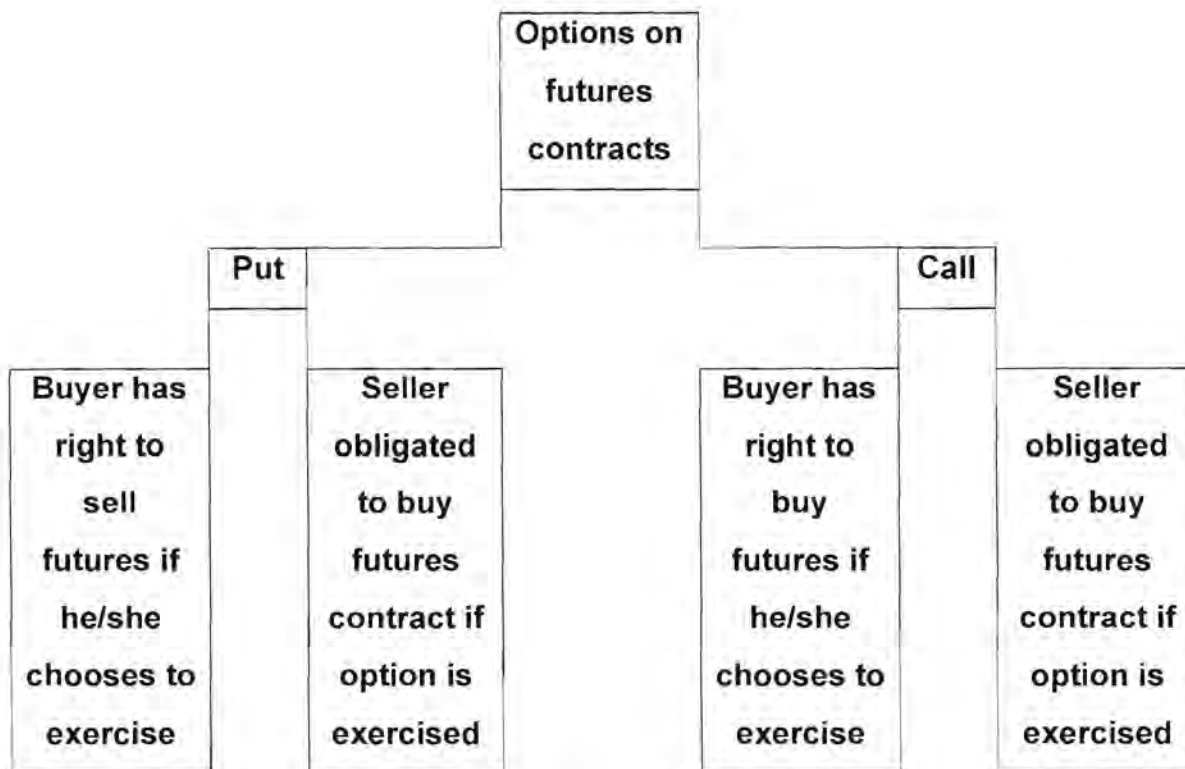 Options on
futures
contracts
Put
Call
Buyer has
right to
sell
futures if
he/she
chooses to
exercise
Seller
obligated
to buy
futures
contract if
option is
exercised
Buyer has
right to
buy
futures if
he/she
chooses to
exercise
Seller
obligated
to buy
futures
contract if
option is
exercised